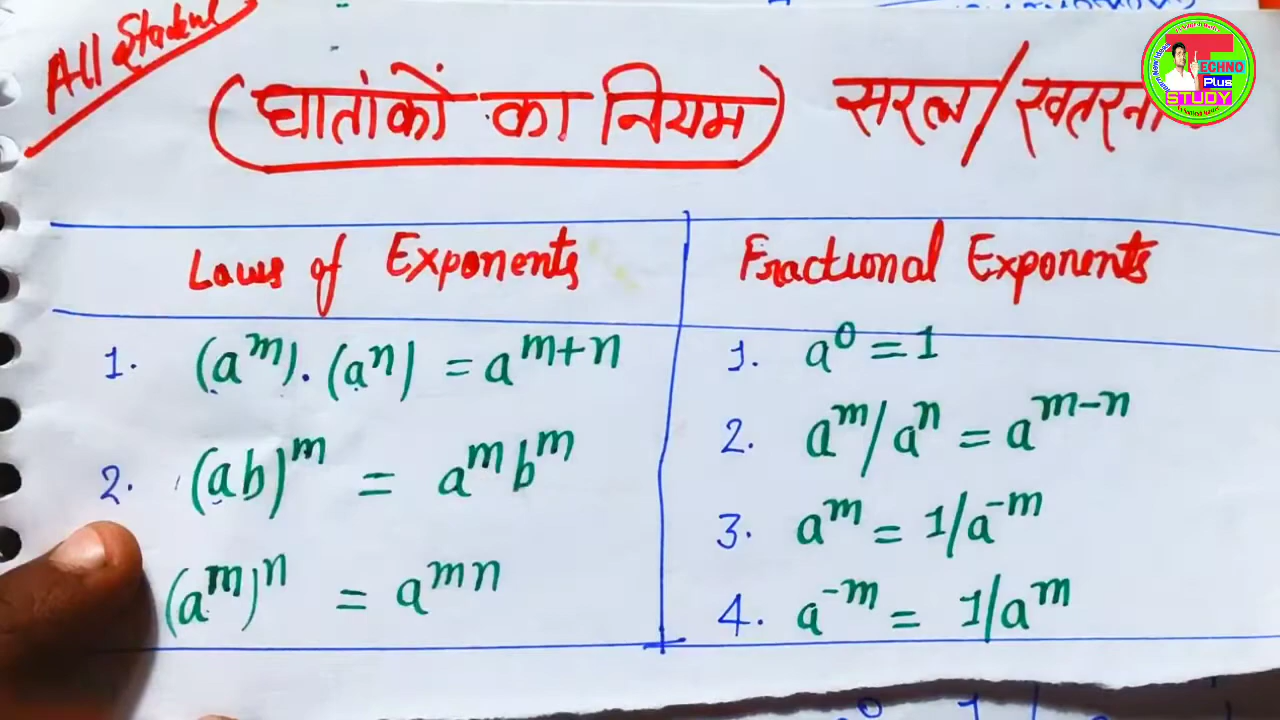 All Student
(घातांकों का नियम) सरल/खतरना
TECHNO
Plus
STUDY
Laws of Exponents
1. (a^m).(a^n) = a^{m+n}
2. (ab)^m = a^m b^m
(a^m)^n = a^{mn}
Fractional Exponents
1. a^0 = 1
2. a^m/a^n = a^{m-n}
3. a^m = 1/a^{-m}
4. a^{-m} = 1/a^m